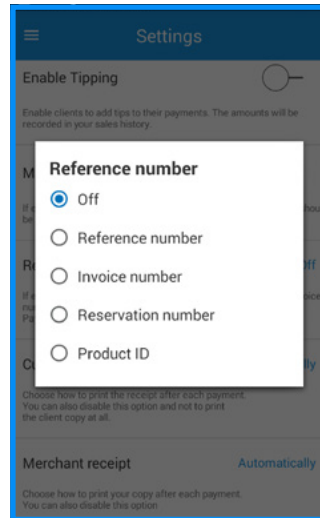 Settings
Enable Tipping
Enable clients to add tips to their payments. The amounts will be
recorded in your sales history.
Reference number
Off
Reference number
Invoice number
Reservation number
Product ID
Choose how to print the receipt after each payment.
You can also disable this option and not to print
the client copy at all.
Merchant receipt Automatically
Choose how to print your copy after each payment.
You can also disable this option